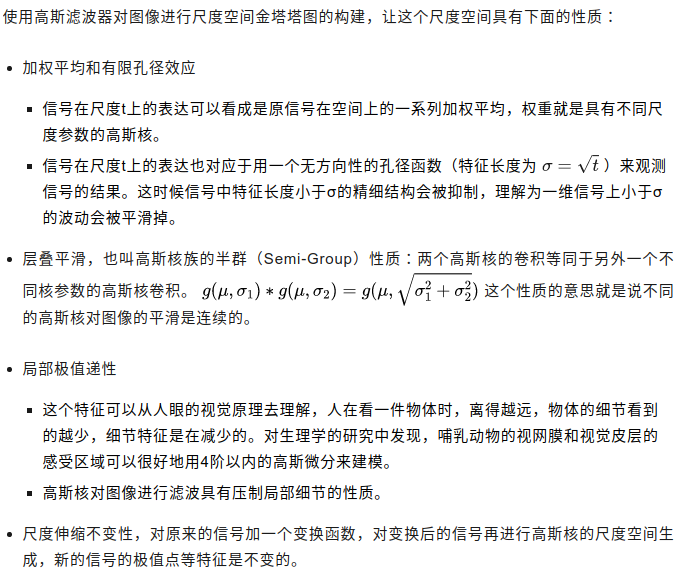 使用高斯滤波器对图像进行尺度空间金塔塔图的构建，让这个尺度空间具有下面的性质：
• 加权平均和有限孔径效应
▪ 信号在尺度t上的表达可以看成是原信号在空间上的一系列加权平均，权重就是具有不同尺
度参数的高斯核。
▪ 信号在尺度t上的表达也对应于用一个无方向性的孔径函数（特征长度为 σ = √t ）来观测
信号的结果。这时候信号中特征长度小于σ的精细结构会被抑制，理解为一维信号上小于σ
的波动会被平滑掉。
• 层叠平滑，也叫高斯核族的半群（Semi-Group）性质：两个高斯核的卷积等同于另外一个不
同核参数的高斯核卷积。 g(μ, σ₁) ∗ g(μ, σ₂) = g(μ, √(σ₁² + σ₂²)) 这个性质的意思就是说不同
的高斯核对图像的平滑是连续的。
• 局部极值递性
▪ 这个特征可以从人眼的视觉原理去理解，人在看一件物体时，离得越远，物体的细节看到
的越少，细节特征是在减少的。对生理学的研究中发现，哺乳动物的视网膜和视觉皮层的
感受区域可以很好地用4阶以内的高斯微分来建模。
▪ 高斯核对图像进行滤波具有压制局部细节的性质。
• 尺度伸缩不变性，对原来的信号加一个变换函数，对变换后的信号再进行高斯核的尺度空间生
成，新的信号的极值点等特征是不变的。